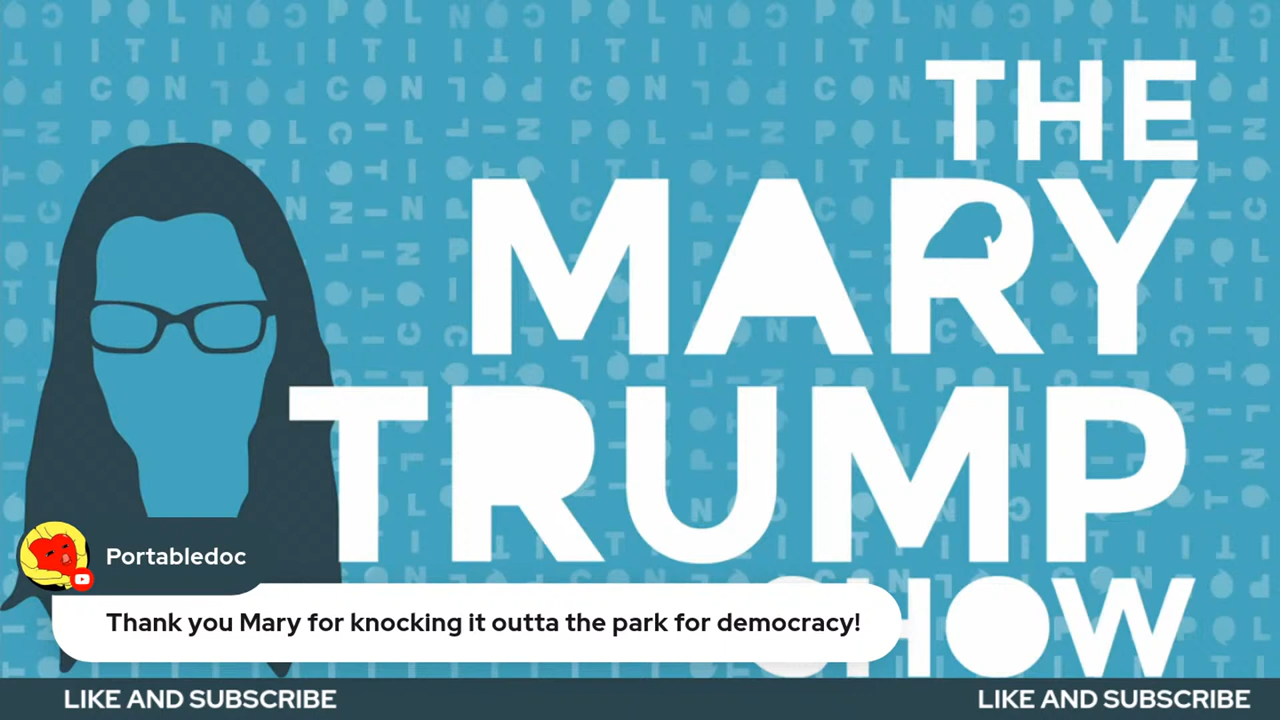 THE
MARY
TRUMP
SHOW
Portabledoc
Thank you Mary for knocking it outta the park for democracy!
LIKE AND SUBSCRIBE
LIKE AND SUBSCRIBE